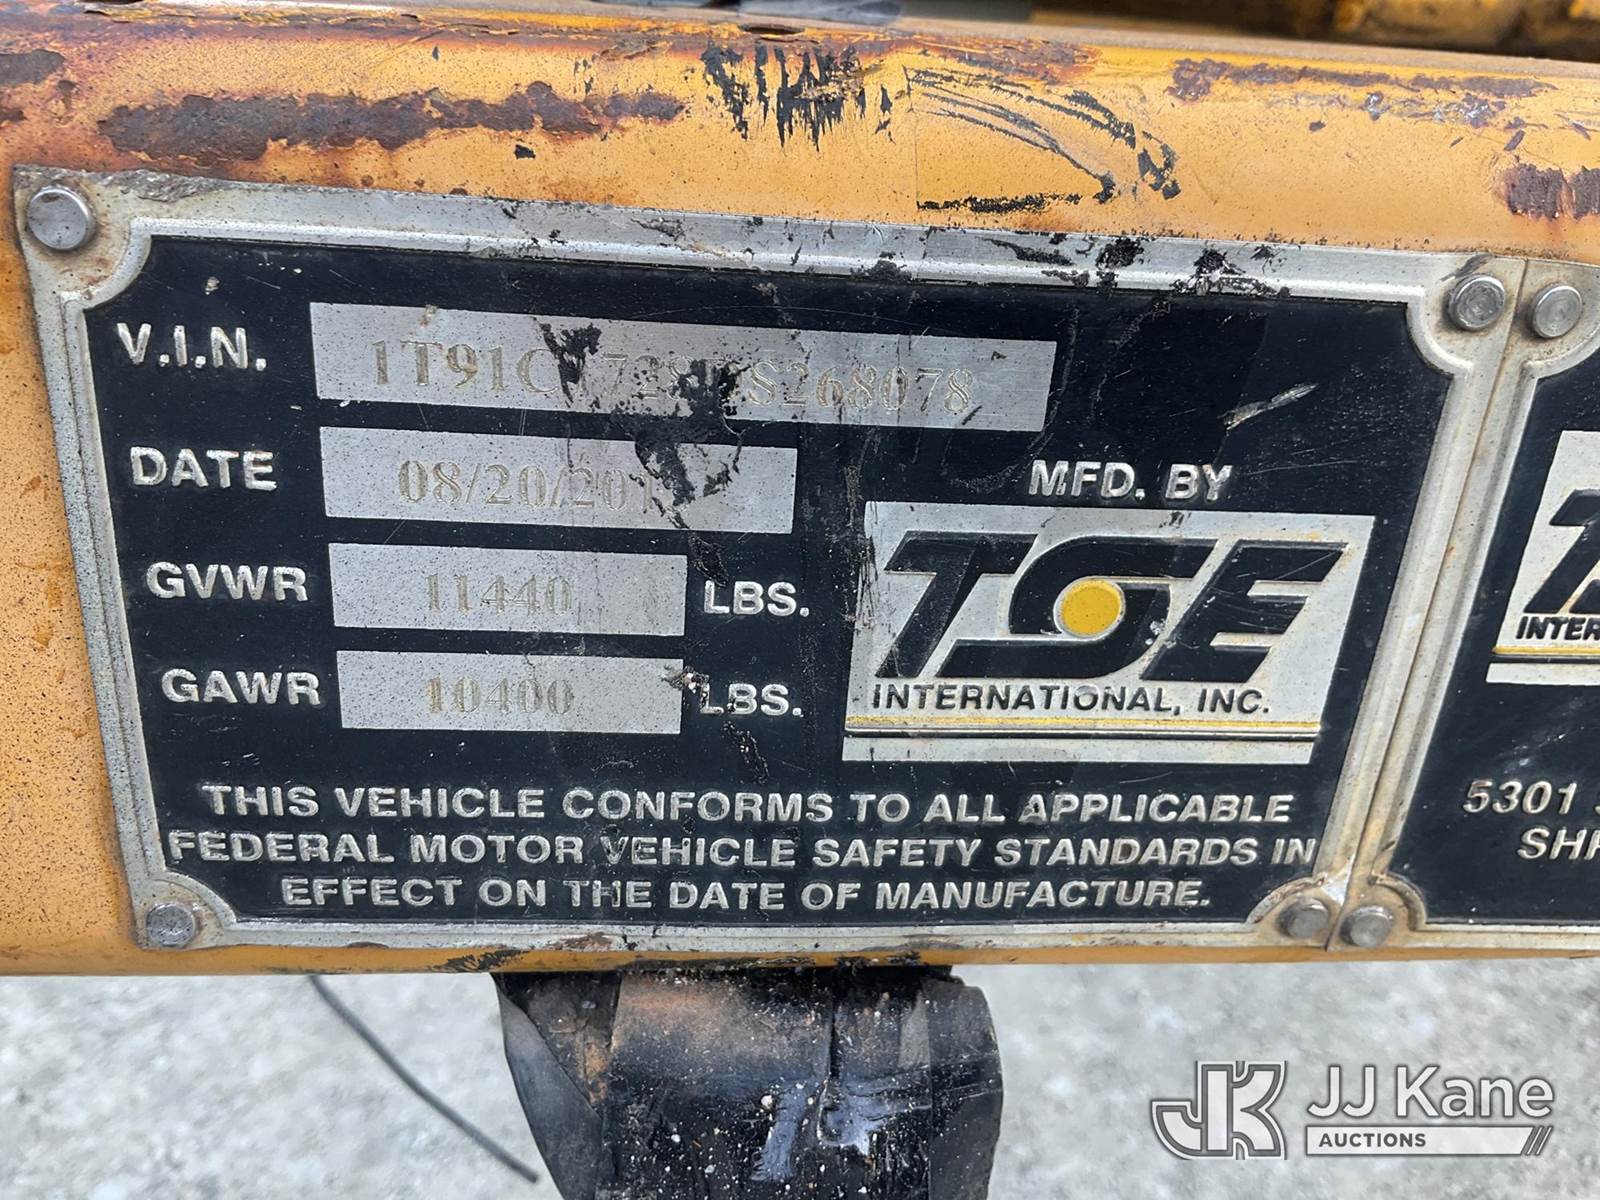 V.I.N.
DATE
GVWR 11440 LBS.
GAWR 10400 LBS.
MFD. BY
TSE
INTERNATIONAL, INC.
THIS VEHICLE CONFORMS TO ALL APPLICABLE
FEDERAL MOTOR VEHICLE SAFETY STANDARDS IN
EFFECT ON THE DATE OF MANUFACTURE.
5301
JK JJ Kane
AUCTIONS